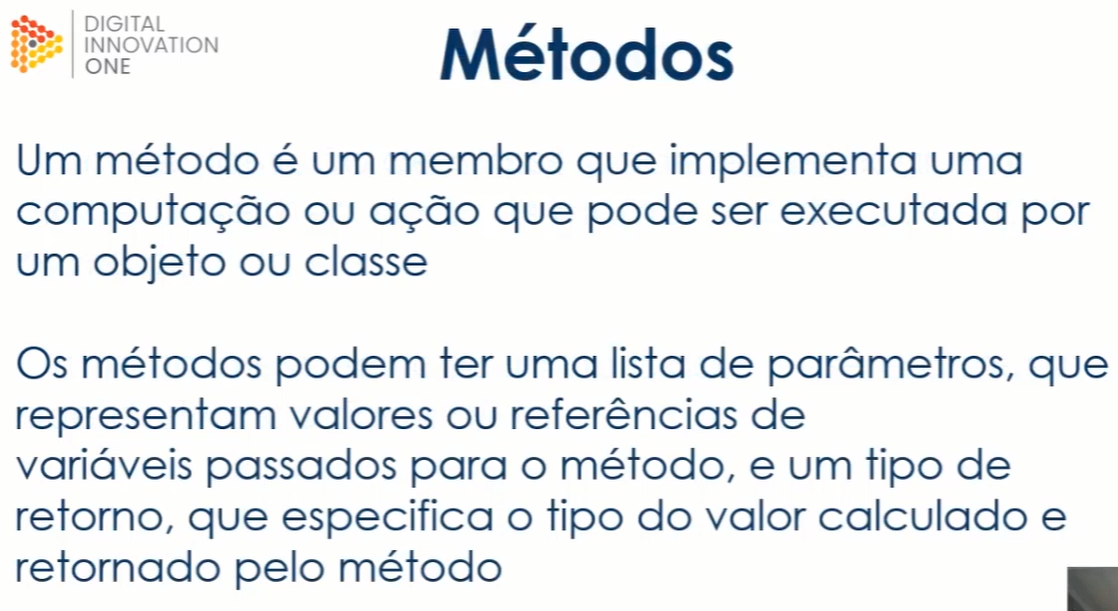 DIGITAL
INNOVATION
ONE
Métodos
Um método é um membro que implementa uma
computação ou ação que pode ser executada por
um objeto ou classe
Os métodos podem ter uma lista de parâmetros, que
representam valores ou referências de
variáveis passados para o método, e um tipo de
retorno, que especifica o tipo do valor calculado e
retornado pelo método